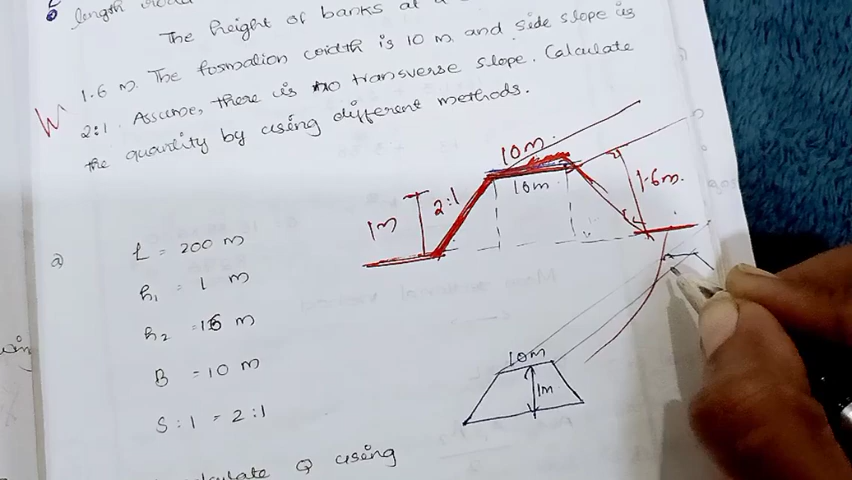 length
The height of banks at
1.6 m. The formation width is 10 m and side slope is
2:1. Assume, there is no transverse slope. Calculate
the quantity by using different methods.
10m
10m
1m
2:1
1.6m.
a)
L = 200 m
h₁ = 1 m
h₂ = 1.6 m
B = 10 m
S : 1 = 2 : 1
10m
1m
Q using